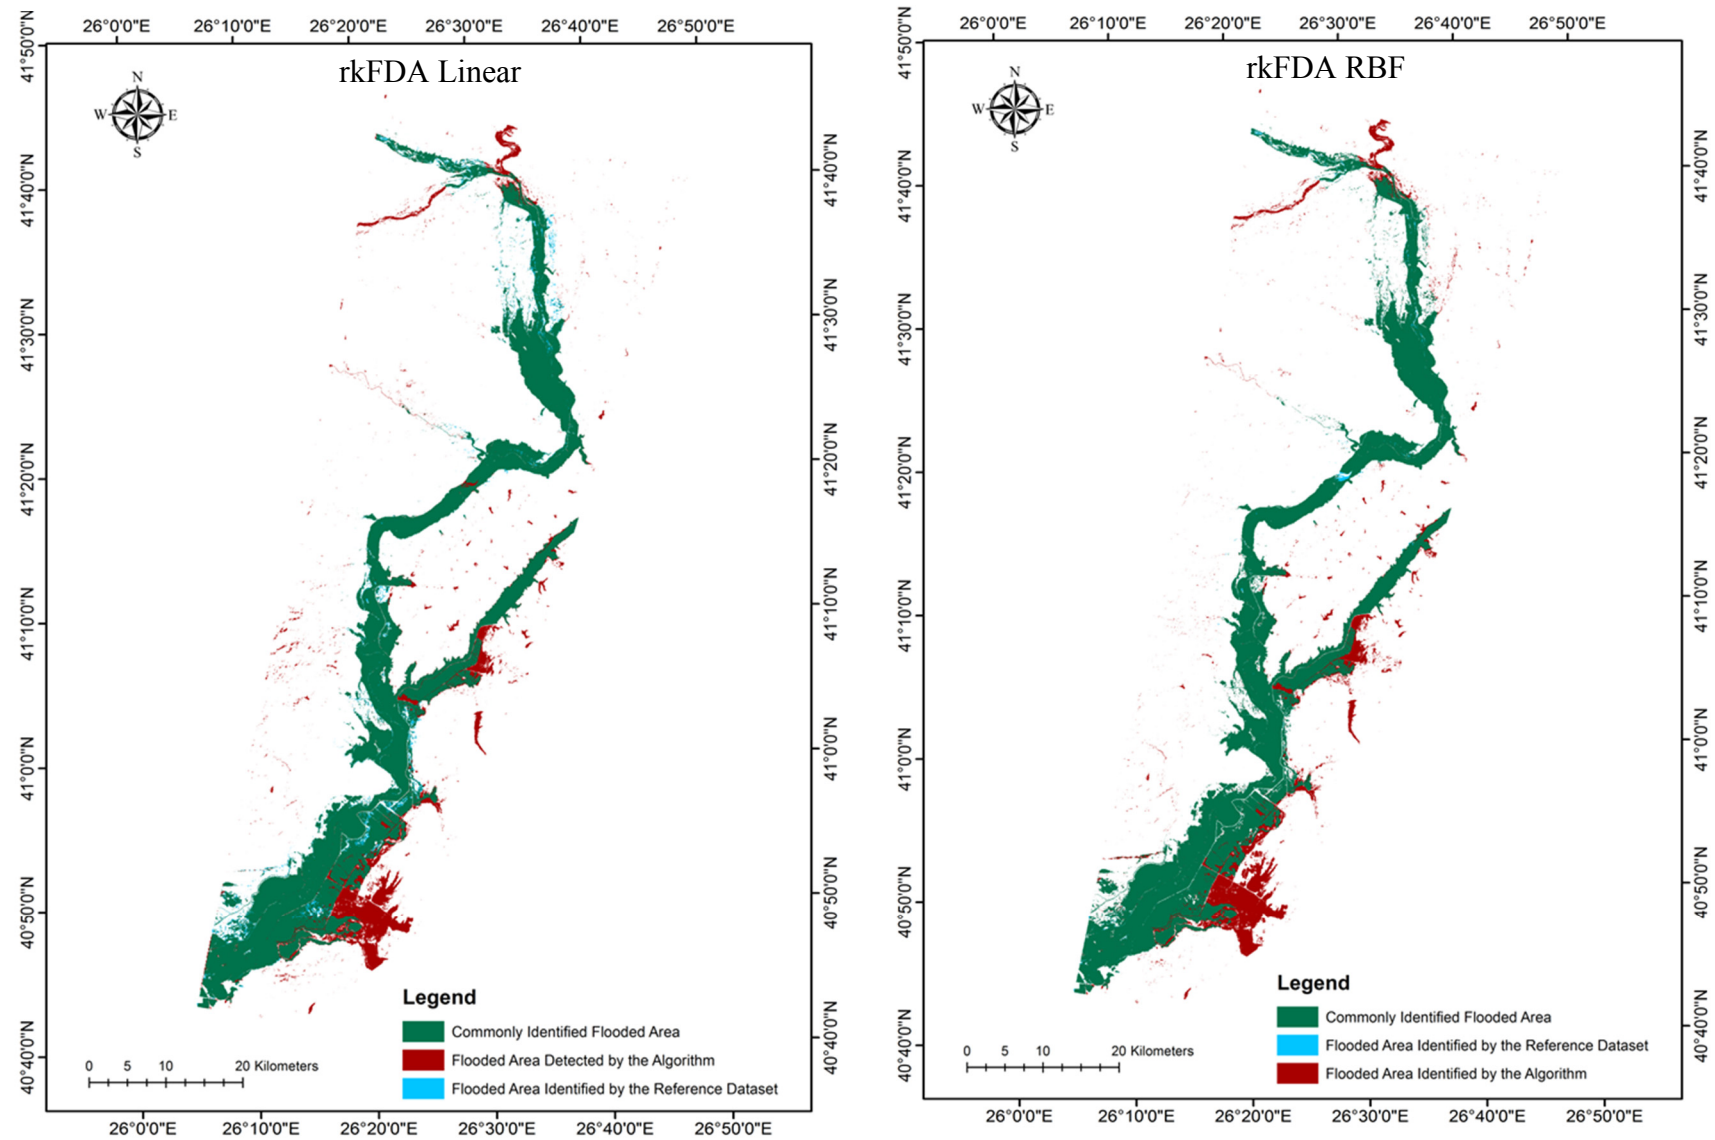 26°0'0"E 26°10'0"E 26°20'0"E 26°30'0"E 26°40'0"E 26°50'0"E
rkFDA Linear
N
W E
S
41°50'0"N
41°40'0"N
41°30'0"N
41°20'0"N
41°10'0"N
41°0'0"N
40°50'0"N
40°40'0"N
41°40'0"N
41°30'0"N
41°20'0"N
41°10'0"N
41°0'0"N
40°50'0"N
40°40'0"N
Legend
Commonly Identified Flooded Area
Flooded Area Detected by the Algorithm
Flooded Area Identified by the Reference Dataset
0 5 10 20 Kilometers
26°0'0"E 26°10'0"E 26°20'0"E 26°30'0"E 26°40'0"E 26°50'0"E
26°0'0"E 26°10'0"E 26°20'0"E 26°30'0"E 26°40'0"E 26°50'0"E
rkFDA RBF
N
W E
S
41°50'0"N
41°40'0"N
41°30'0"N
41°20'0"N
41°10'0"N
41°0'0"N
40°50'0"N
40°40'0"N
41°40'0"N
41°30'0"N
41°20'0"N
41°10'0"N
41°0'0"N
40°50'0"N
40°40'0"N
Legend
Commonly Identified Flooded Area
Flooded Area Identified by the Reference Dataset
Flooded Area Identified by the Algorithm
0 5 10 20 Kilometers
26°0'0"E 26°10'0"E 26°20'0"E 26°30'0"E 26°40'0"E 26°50'0"E